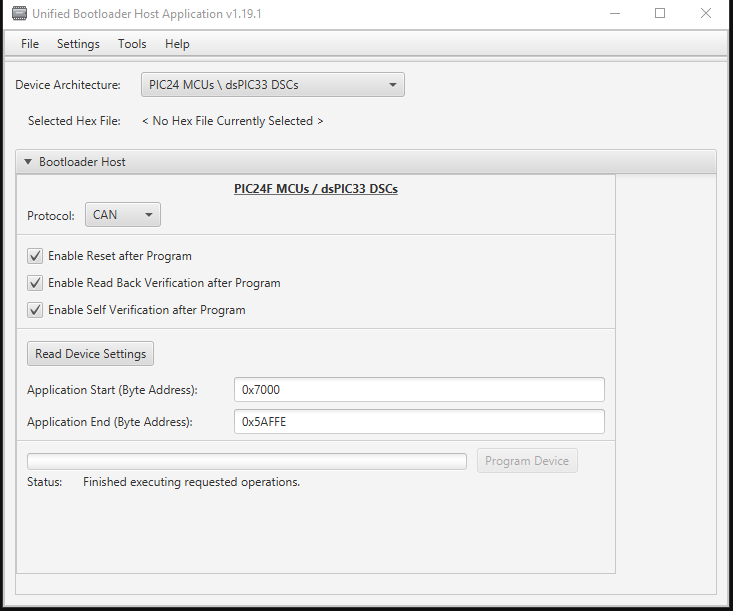 Unified Bootloader Host Application v1.19.1
File Settings Tools Help
Device Architecture: PIC24 MCUs \ dsPIC33 DSCs
Selected Hex File: < No Hex File Currently Selected >
Bootloader Host
PIC24F MCUs / dsPIC33 DSCs
Protocol: CAN
Enable Reset after Program
Enable Read Back Verification after Program
Enable Self Verification after Program
Read Device Settings
Application Start (Byte Address): 0x7000
Application End (Byte Address): 0x5AFFE
Program Device
Status: Finished executing requested operations.